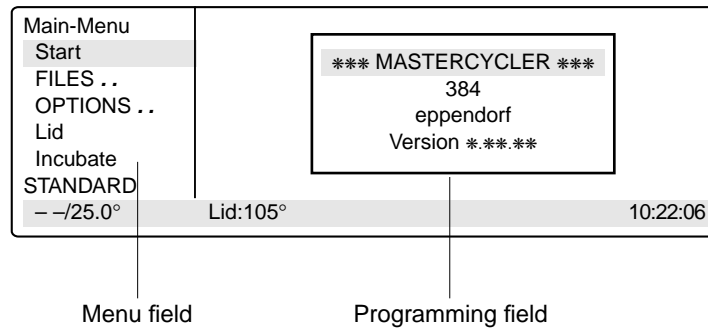 Main-Menu
Start
FILES . .
OPTIONS . .
Lid
Incubate
STANDARD
*** MASTERCYCLER ***
384
eppendorf
Version *.**.**
– –/25.0° Lid:105° 10:22:06
Menu field Programming field